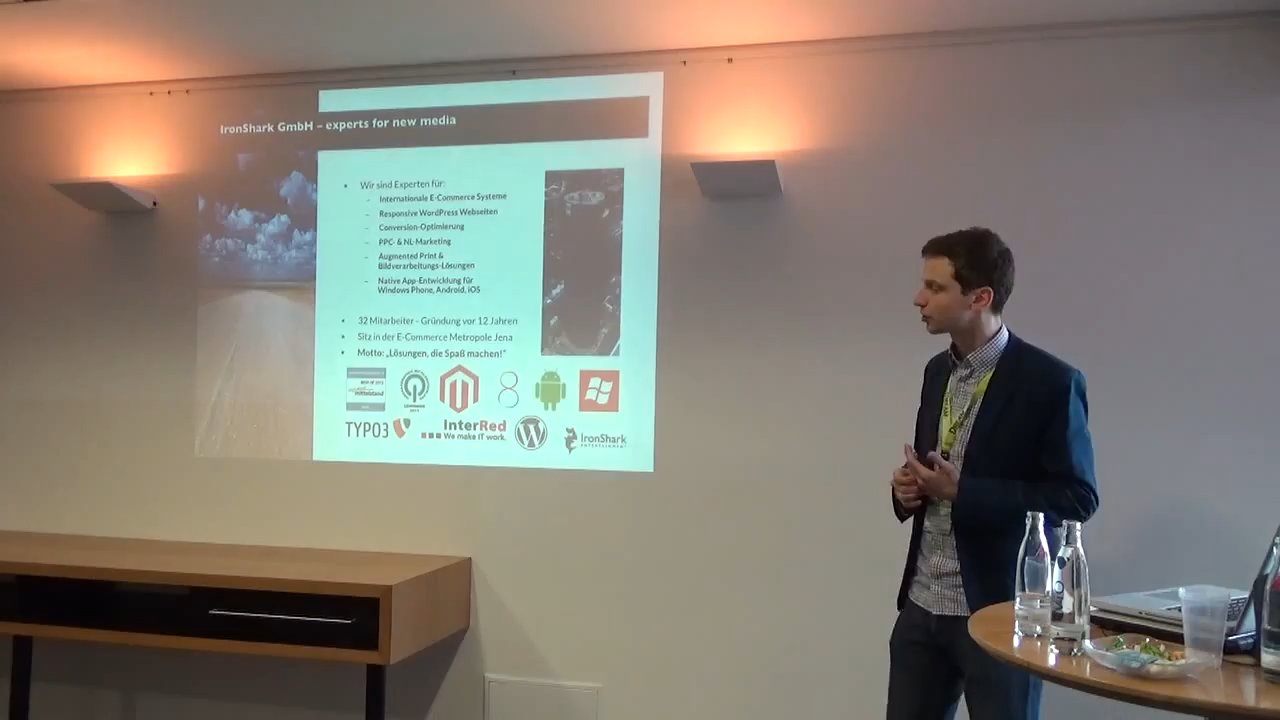 IronShark GmbH – experts for new media
• Wir sind Experten für:
– Internationale E-Commerce Systeme
– Responsive WordPress Webseiten
– Conversion-Optimierung
– PPC- & NL-Marketing
– Augmented Print &
Bildverarbeitungs-Lösungen
– Native App-Entwicklung für
Windows Phone, Android, iOS
• 32 Mitarbeiter - Gründung vor 12 Jahren
• Sitz in der E-Commerce Metropole Jena
• Motto: „Lösungen, die Spaß machen!“
mittelstand
8
TYPO3
InterRed
We make IT work.
W
IronShark